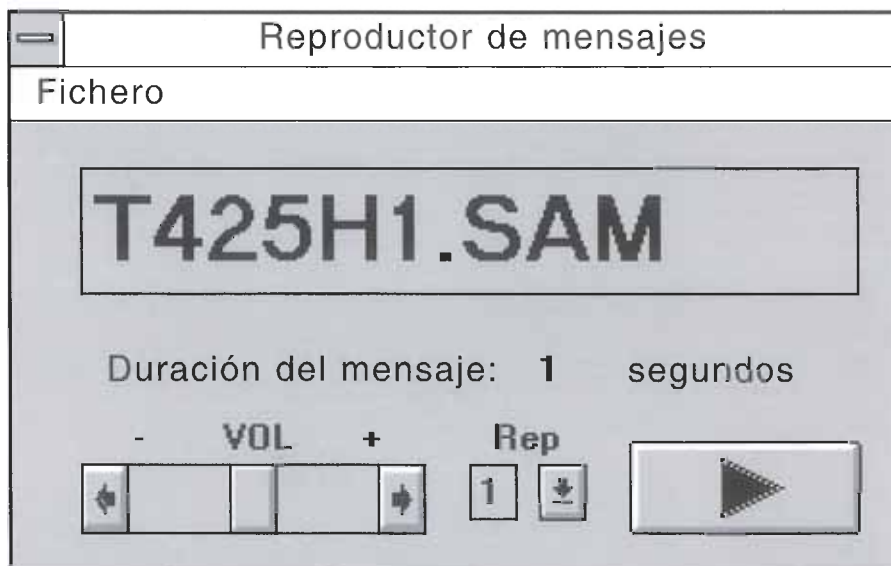 Reproductor de mensajes
Fichero
T425H1.SAM
Duración del mensaje: 1 segundos
- VOL + Rep
1